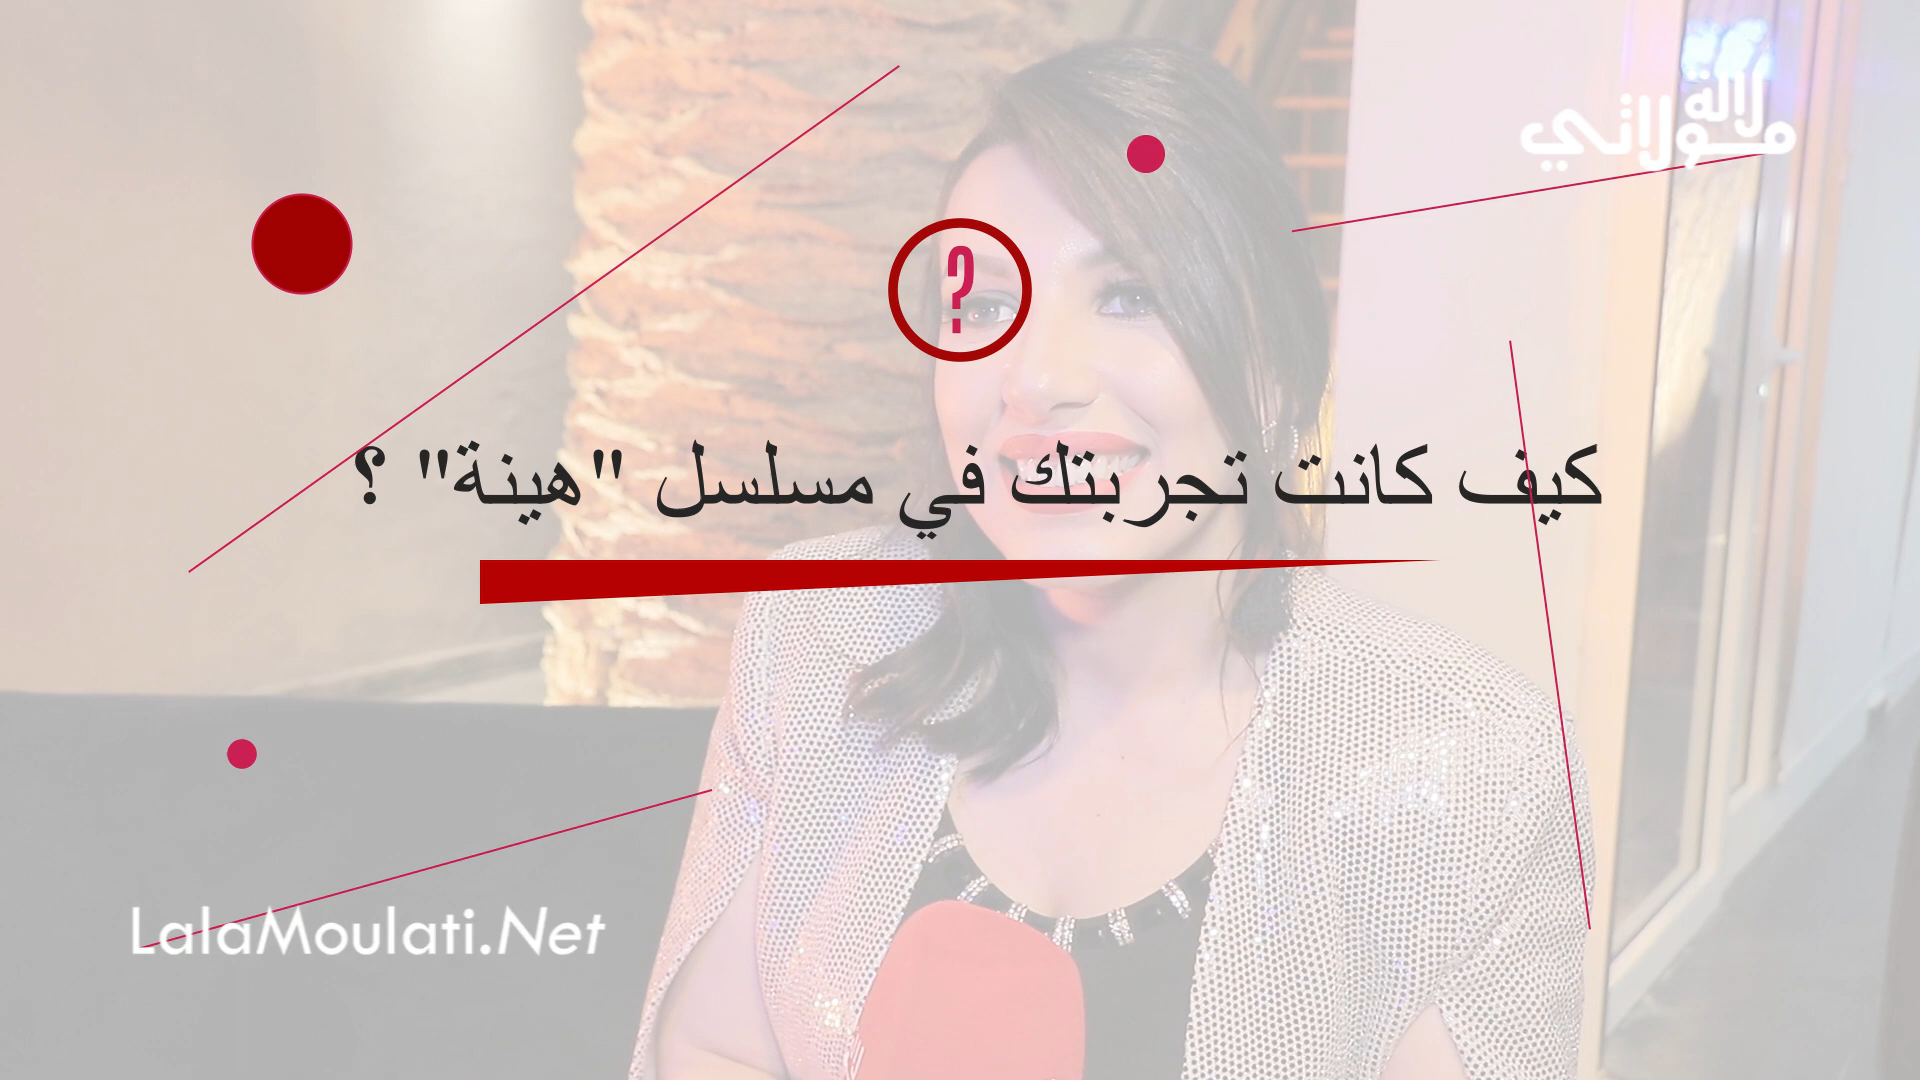 لالة مولاتي
?
كيف كانت تجربتك في مسلسل "هينة" ؟
LalaMoulati.Net